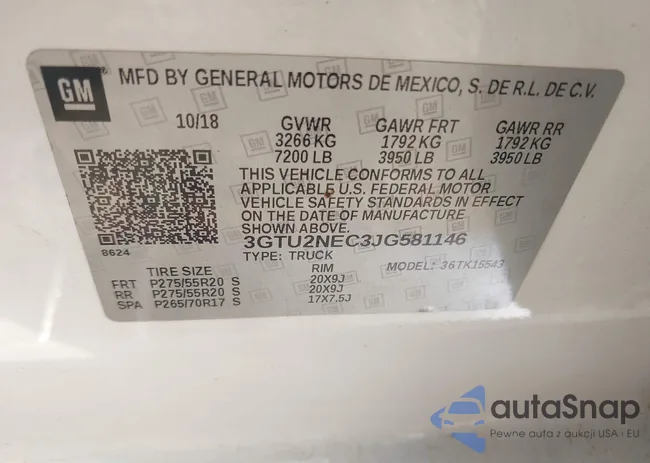 GM
MFD BY GENERAL MOTORS DE MEXICO, S. DE R.L. DE C.V.
10/18 GVWR GAWR FRT GAWR RR
3266 KG 1792 KG 1792 KG
7200 LB 3950 LB 3950 LB
THIS VEHICLE CONFORMS TO ALL
APPLICABLE U.S. FEDERAL MOTOR
VEHICLE SAFETY STANDARDS IN EFFECT
ON THE DATE OF MANUFACTURE
SHOWN ABOVE.
3GTU2NEC3JG581146
8624
TYPE: TRUCK MODEL: 36TK15543
TIRE SIZE RIM
FRT P275/55R20 S 20X9J
RR P275/55R20 S 20X9J
SPA P265/70R17 S 17X7.5J
autaSnap
Pewne auta z aukcji USA i EU